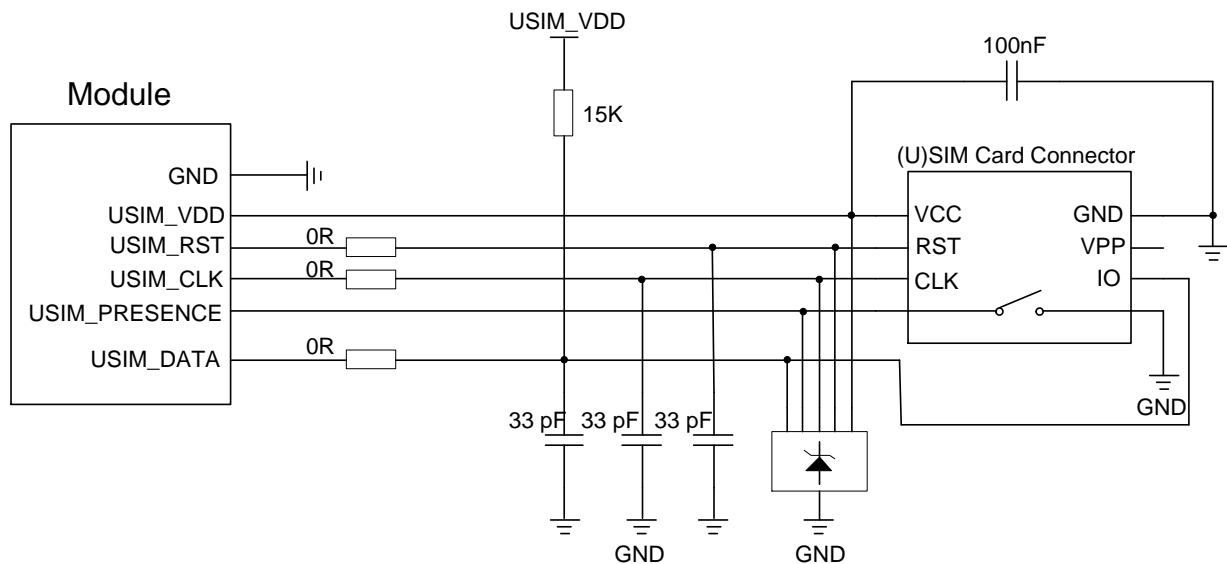 USIM_VDD
100nF
Module
15K
(U)SIM Card Connector
GND
USIM_VDD
VCC
GND
USIM_RST
0R
RST
VPP
USIM_CLK
0R
CLK
IO
USIM_PRESENCE
USIM_DATA
0R
GND
33 pF
33 pF
33 pF
GND
GND